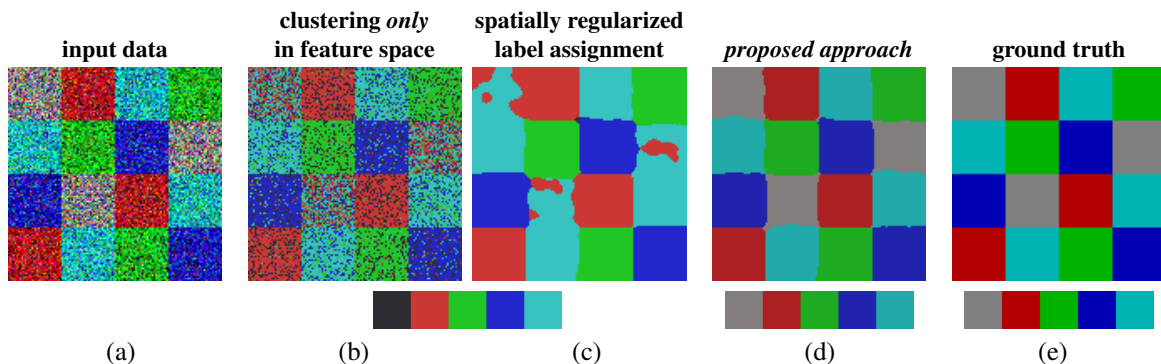 input data
clustering only
in feature space
spatially regularized
label assignment
proposed approach
ground truth
(a)
(b)
(c)
(d)
(e)